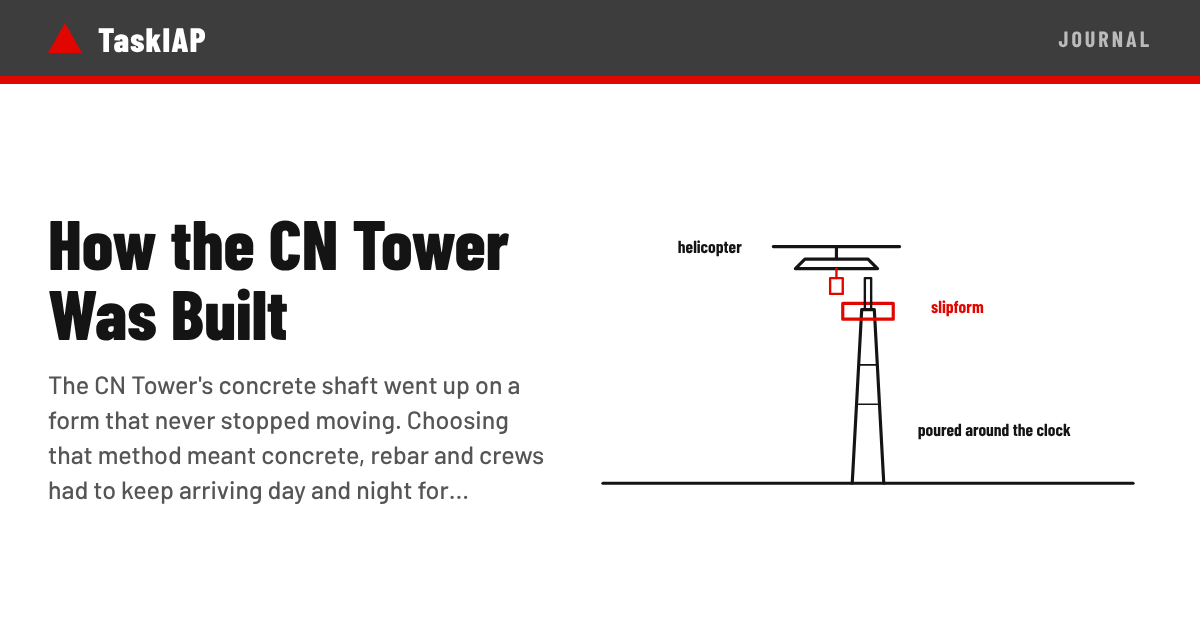 TaskIAP
JOURNAL
How the CN Tower
Was Built
The CN Tower's concrete shaft went up on a
form that never stopped moving. Choosing
that method meant concrete, rebar and crews
had to keep arriving day and night for...
helicopter
slipform
poured around the clock